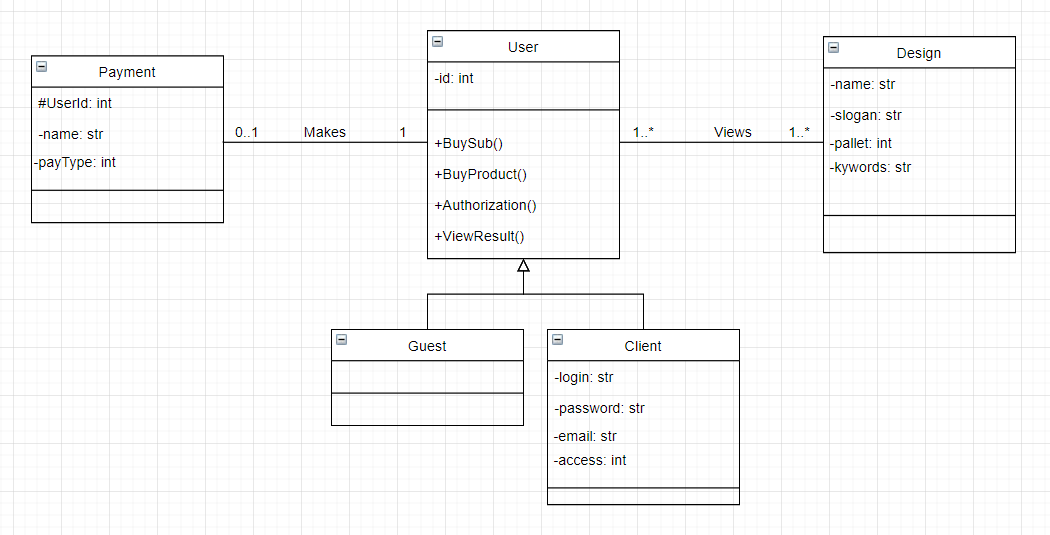 Payment
#UserId: int
-name: str
-payType: int
0..1
Makes
1
User
-id: int
+BuySub()
+BuyProduct()
+Authorization()
+ViewResult()
1..*
Views
1..*
Design
-name: str
-slogan: str
-pallet: int
-kywords: str
Guest
Client
-login: str
-password: str
-email: str
-access: int